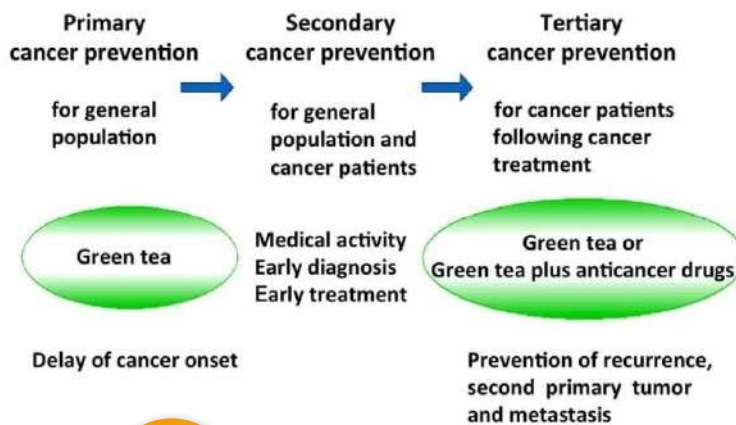 Primary
cancer prevention
for general
population
Green tea
Delay of cancer onset
Secondary
cancer prevention
for general
population and
cancer patients
Medical activity
Early diagnosis
Early treatment
Tertiary
cancer prevention
for cancer patients
following cancer
treatment
Green tea or
Green tea plus anticancer drugs
Prevention of recurrence,
second primary tumor
and metastasis